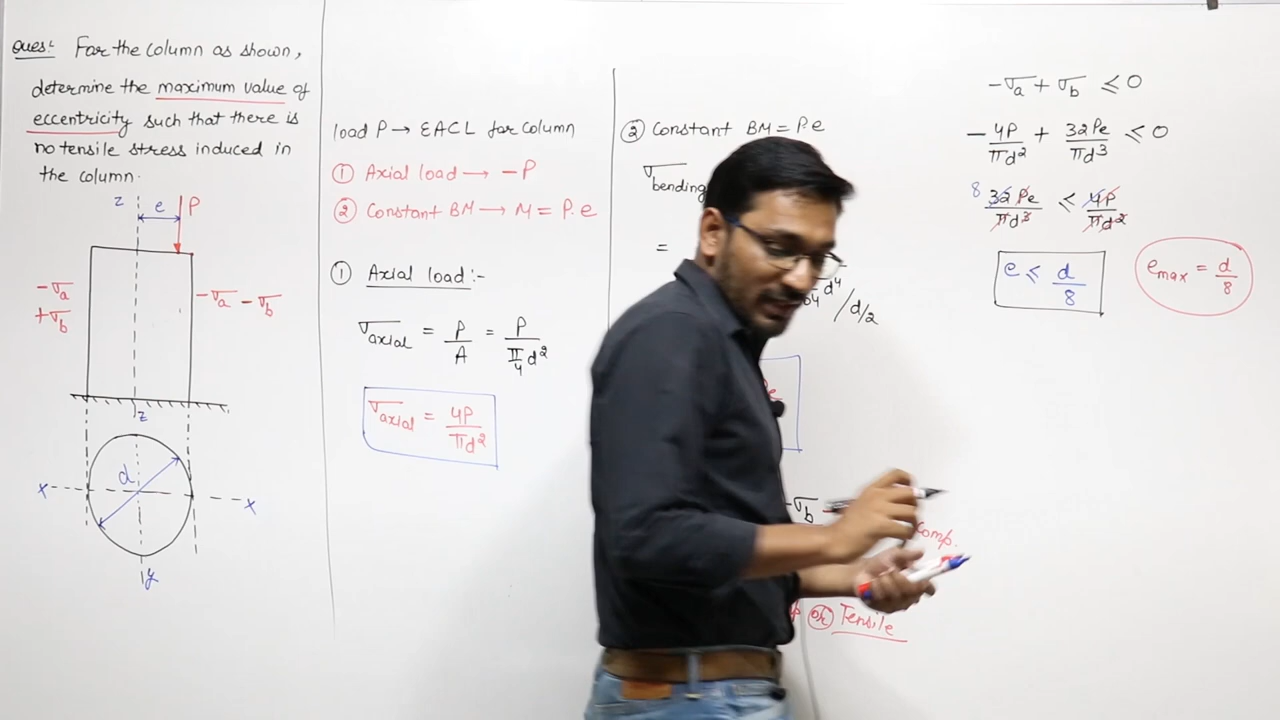 Ques:- For the column as shown,
determine the maximum value of
eccentricity such that there is
no tensile stress induced in
the column.
z
e
P
-σa
+σb
-σa - σb
z
d
x
x
y
load P → EACL for column
① Axial load → -P
② Constant BM → M = P.e
① Axial load :-
σaxial = P/A = P/(π/4 d²)
σaxial = 4P/πd²
② Constant BM = P.e
σbending
=
d⁴/d/2
σb
comp.
or Tensile
-σa + σb ≤ 0
-4P/πd² + 32Pe/πd³ ≤ 0
8 32Pe/πd³ ≤ 4P/πd²
e ≤ d/8
emax = d/8